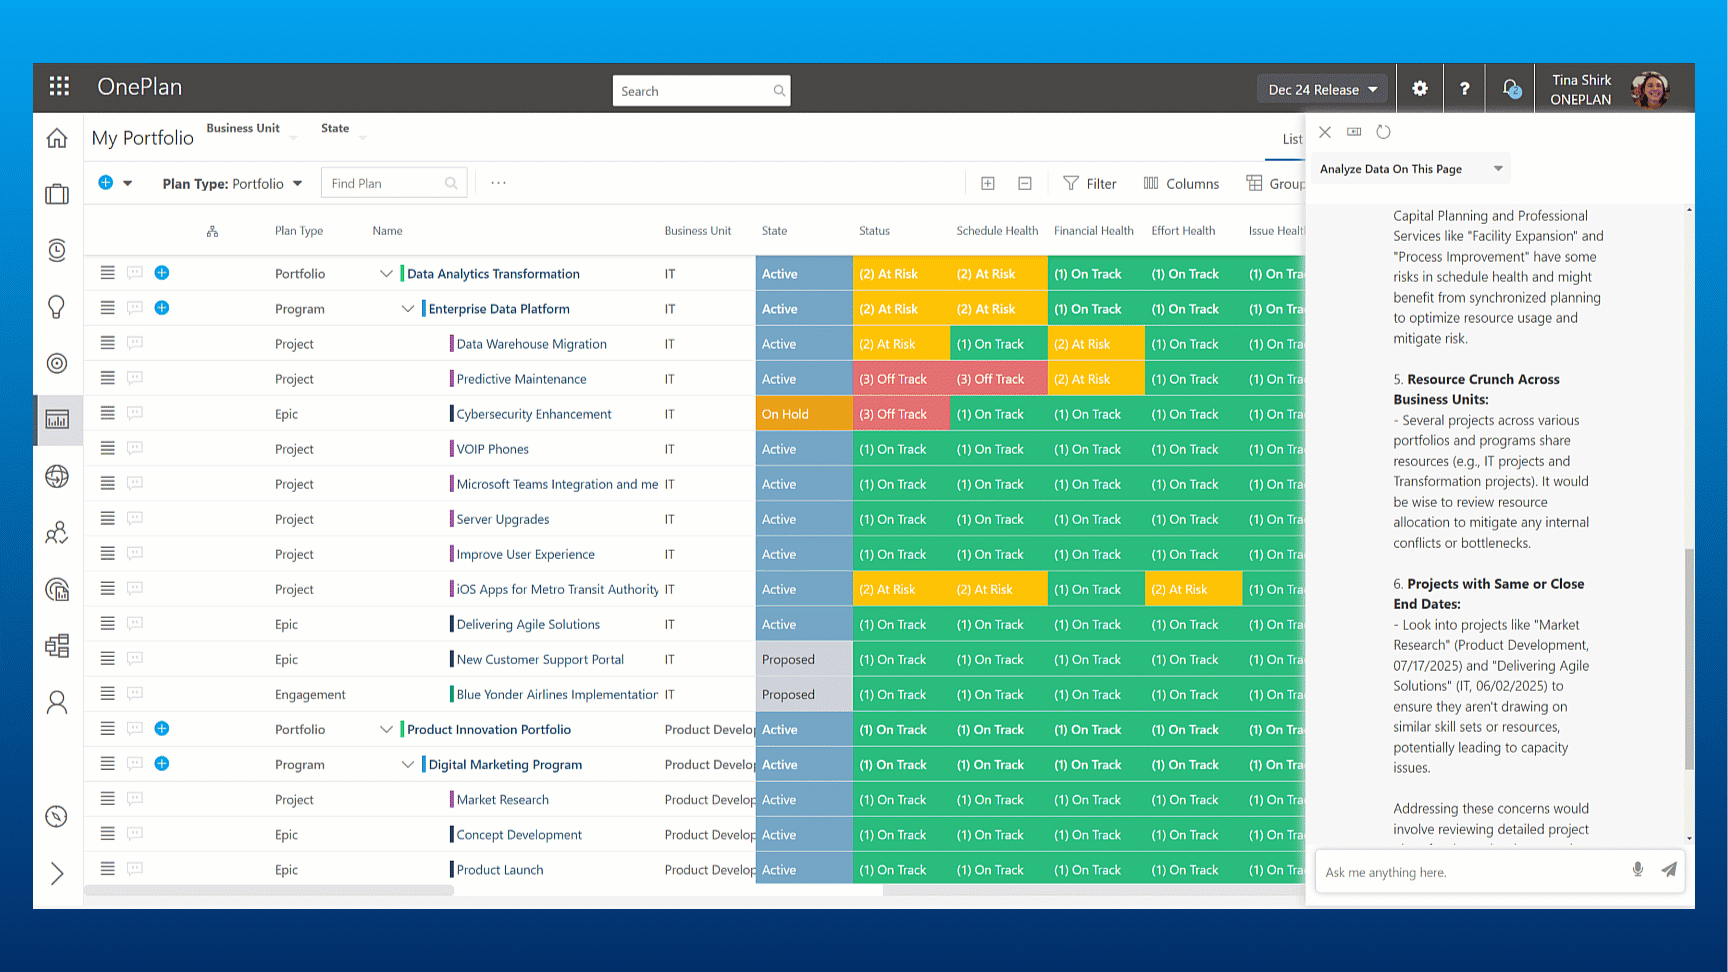 OnePlan
Search
Dec 24 Release
?
2
Tina Shirk
ONEPLAN
My Portfolio
Business Unit
State
List
Plan Type: Portfolio
Find Plan
...
Filter
Columns
Group
Plan Type Name Business Unit State Status Schedule Health Financial Health Effort Health Issue Healt
Portfolio Data Analytics Transformation IT Active (2) At Risk (2) At Risk (1) On Track (1) On Track (1) On Tra
Program Enterprise Data Platform IT Active (2) At Risk (2) At Risk (1) On Track (1) On Track (1) On Tra
Project Data Warehouse Migration IT Active (2) At Risk (1) On Track (2) At Risk (1) On Track (1) On Tra
Project Predictive Maintenance IT Active (3) Off Track (3) Off Track (2) At Risk (1) On Track (1) On Tra
Epic Cybersecurity Enhancement IT On Hold (3) Off Track (1) On Track (1) On Track (1) On Track (1) On Tra
Project VOIP Phones IT Active (1) On Track (1) On Track (1) On Track (1) On Track (1) On Tra
Project Microsoft Teams Integration and me IT Active (1) On Track (1) On Track (1) On Track (1) On Track (1) On Tra
Project Server Upgrades IT Active (1) On Track (1) On Track (1) On Track (1) On Track (1) On Tra
Project Improve User Experience IT Active (1) On Track (1) On Track (1) On Track (1) On Track (1) On Tra
Project iOS Apps for Metro Transit Authority IT Active (2) At Risk (2) At Risk (1) On Track (2) At Risk (1) On Tra
Epic Delivering Agile Solutions IT Active (1) On Track (1) On Track (1) On Track (1) On Track (1) On Tra
Epic New Customer Support Portal IT Proposed (1) On Track (1) On Track (1) On Track (1) On Track (1) On Tra
Engagement Blue Yonder Airlines Implementation IT Proposed (1) On Track (1) On Track (1) On Track (1) On Track (1) On Tra
Portfolio Product Innovation Portfolio Product Develop Active (1) On Track (1) On Track (1) On Track (1) On Track (1) On Tra
Program Digital Marketing Program Product Develop Active (1) On Track (1) On Track (1) On Track (1) On Track (1) On Tra
Project Market Research Product Develop Active (1) On Track (1) On Track (1) On Track (1) On Track (1) On Tra
Epic Concept Development Product Develop Active (1) On Track (1) On Track (1) On Track (1) On Track (1) On Tra
Epic Product Launch Product Develop Active (1) On Track (1) On Track (1) On Track (1) On Track (1) On Tra
Analyze Data On This Page
Capital Planning and Professional
Services like "Facility Expansion" and
"Process Improvement" have some
risks in schedule health and might
benefit from synchronized planning
to optimize resource usage and
mitigate risk.
5. Resource Crunch Across
Business Units:
- Several projects across various
portfolios and programs share
resources (e.g., IT projects and
Transformation projects). It would
be wise to review resource
allocation to mitigate any internal
conflicts or bottlenecks.
6. Projects with Same or Close
End Dates:
- Look into projects like "Market
Research" (Product Development,
07/17/2025) and "Delivering Agile
Solutions" (IT, 06/02/2025) to
ensure they aren't drawing on
similar skill sets or resources,
potentially leading to capacity
issues.
Addressing these concerns would
involve reviewing detailed project
Ask me anything here.